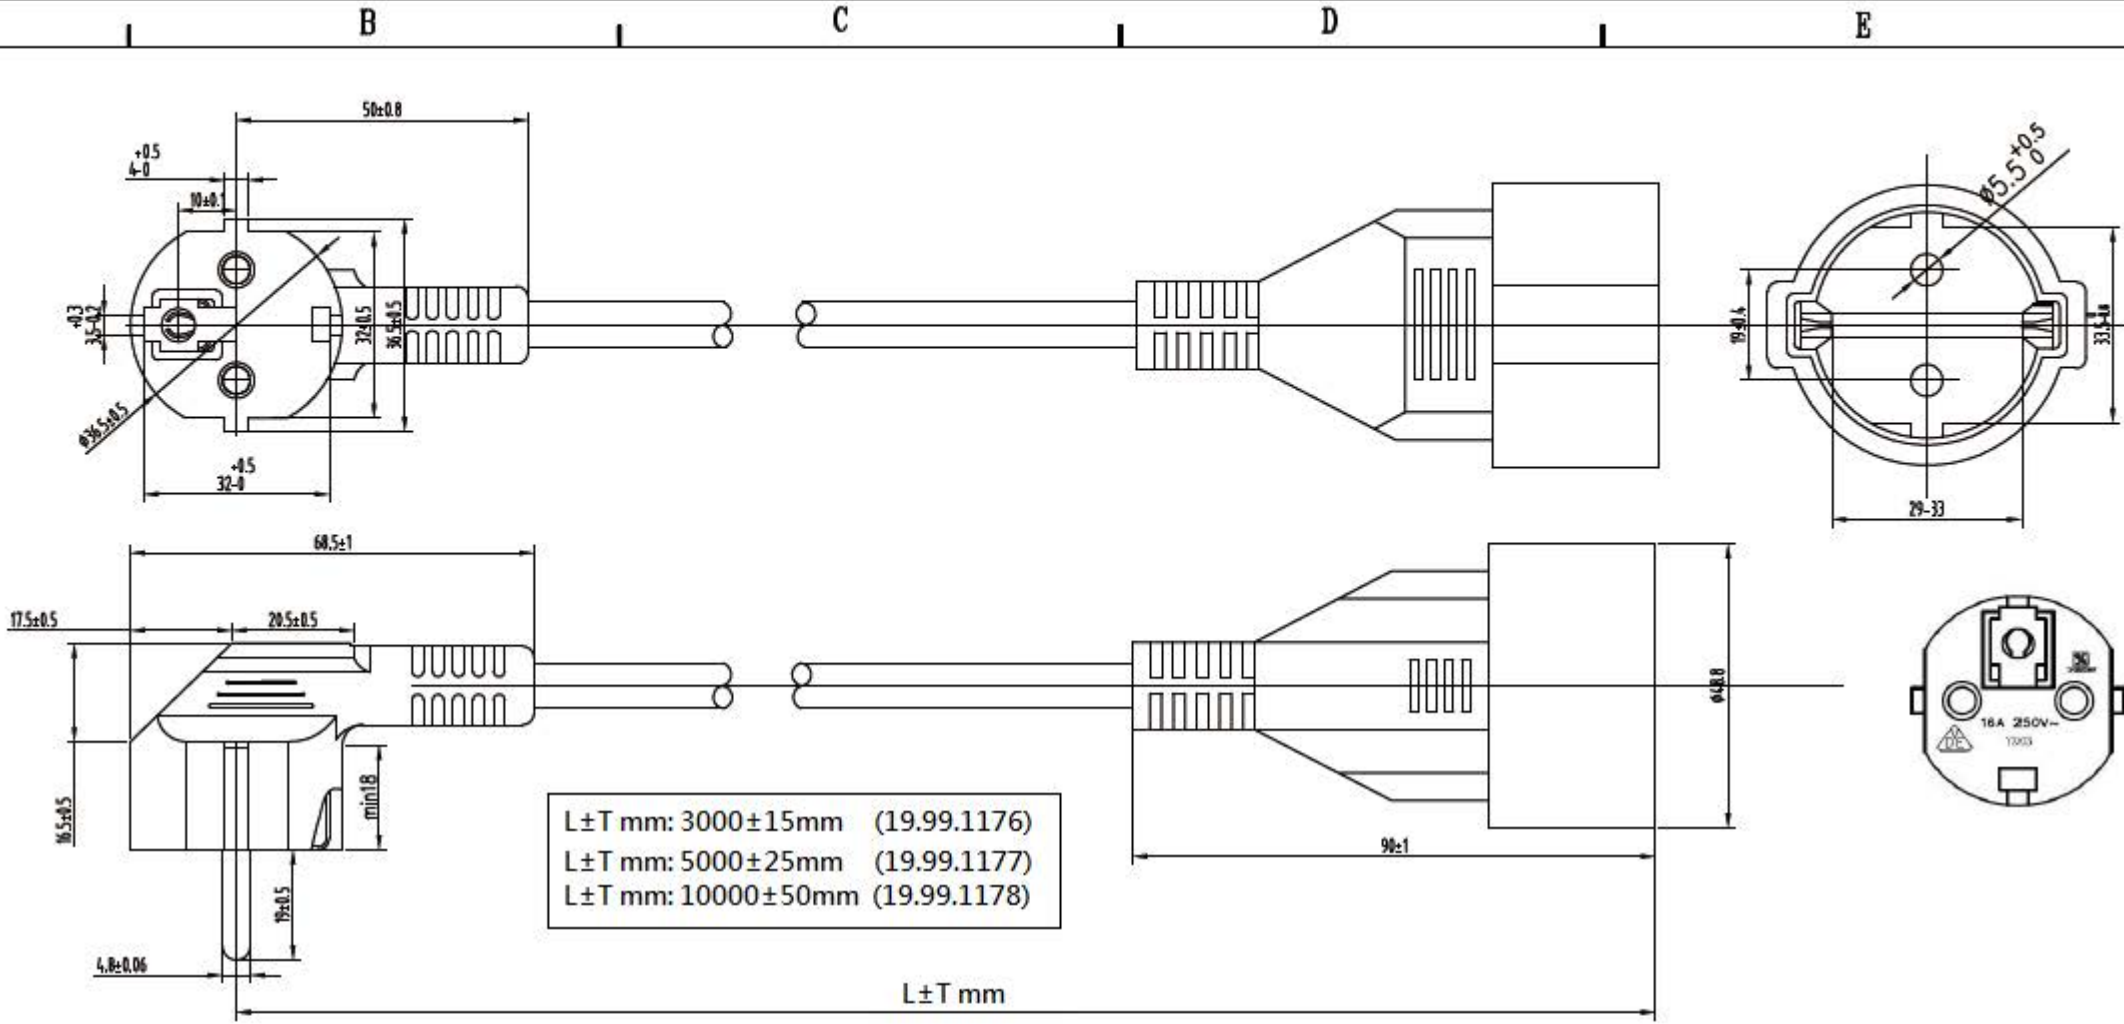 B C D E
50±0.8
+0.5
4-0
10±0.1
+0.3
3.5-0.2
32±0.5
36.5±0.5
ø36.5±0.5
+0.5
32-0
ø5.5 +0.5 0
19±0.4
29-33
68.5±1
17.5±0.5
20.5±0.5
16.5±0.5
min18
19±0.5
4.8±0.06
ø48.8
90±1
16A 250V~
L±T mm: 3000±15mm (19.99.1176)
L±T mm: 5000±25mm (19.99.1177)
L±T mm: 10000±50mm (19.99.1178)
L±T mm